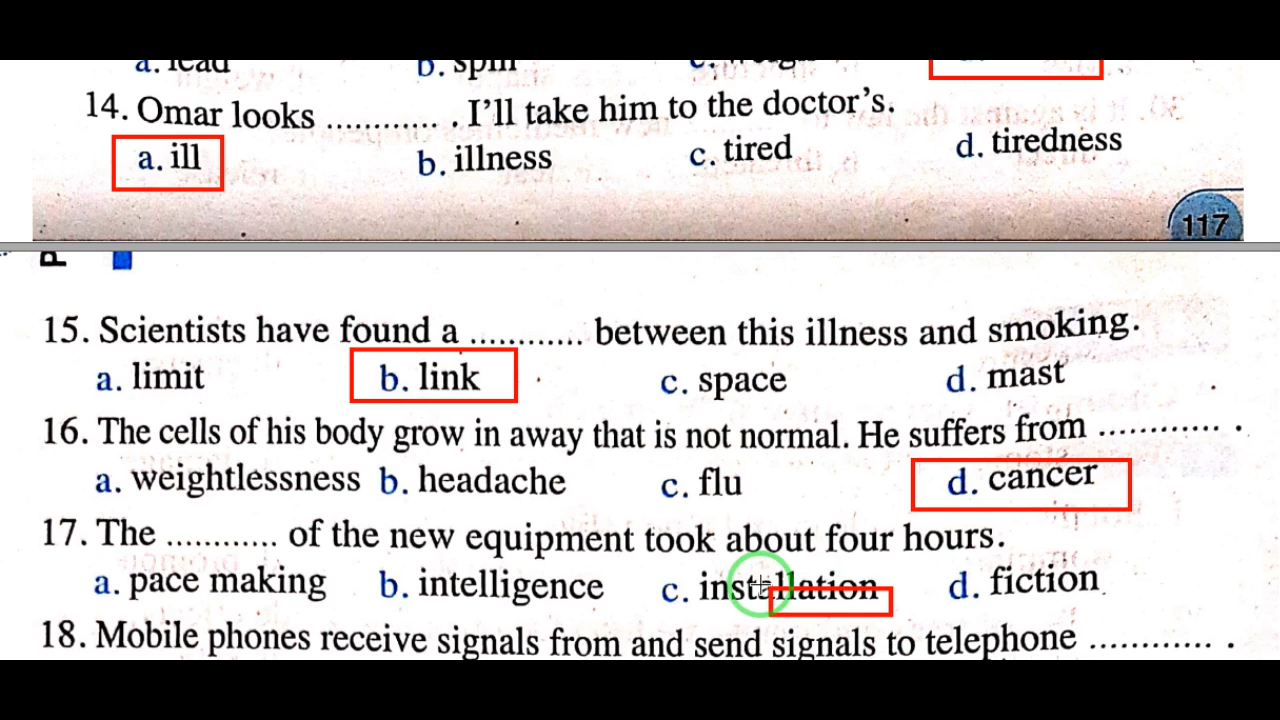 a. lead b. spin
14. Omar looks ............ . I'll take him to the doctor's.
a. ill b. illness c. tired d. tiredness
117
15. Scientists have found a ............ between this illness and smoking.
a. limit b. link c. space d. mast
16. The cells of his body grow in away that is not normal. He suffers from ............ .
a. weightlessness b. headache c. flu d. cancer
17. The ............ of the new equipment took about four hours.
a. pace making b. intelligence c. installation d. fiction
18. Mobile phones receive signals from and send signals to telephone ............ .